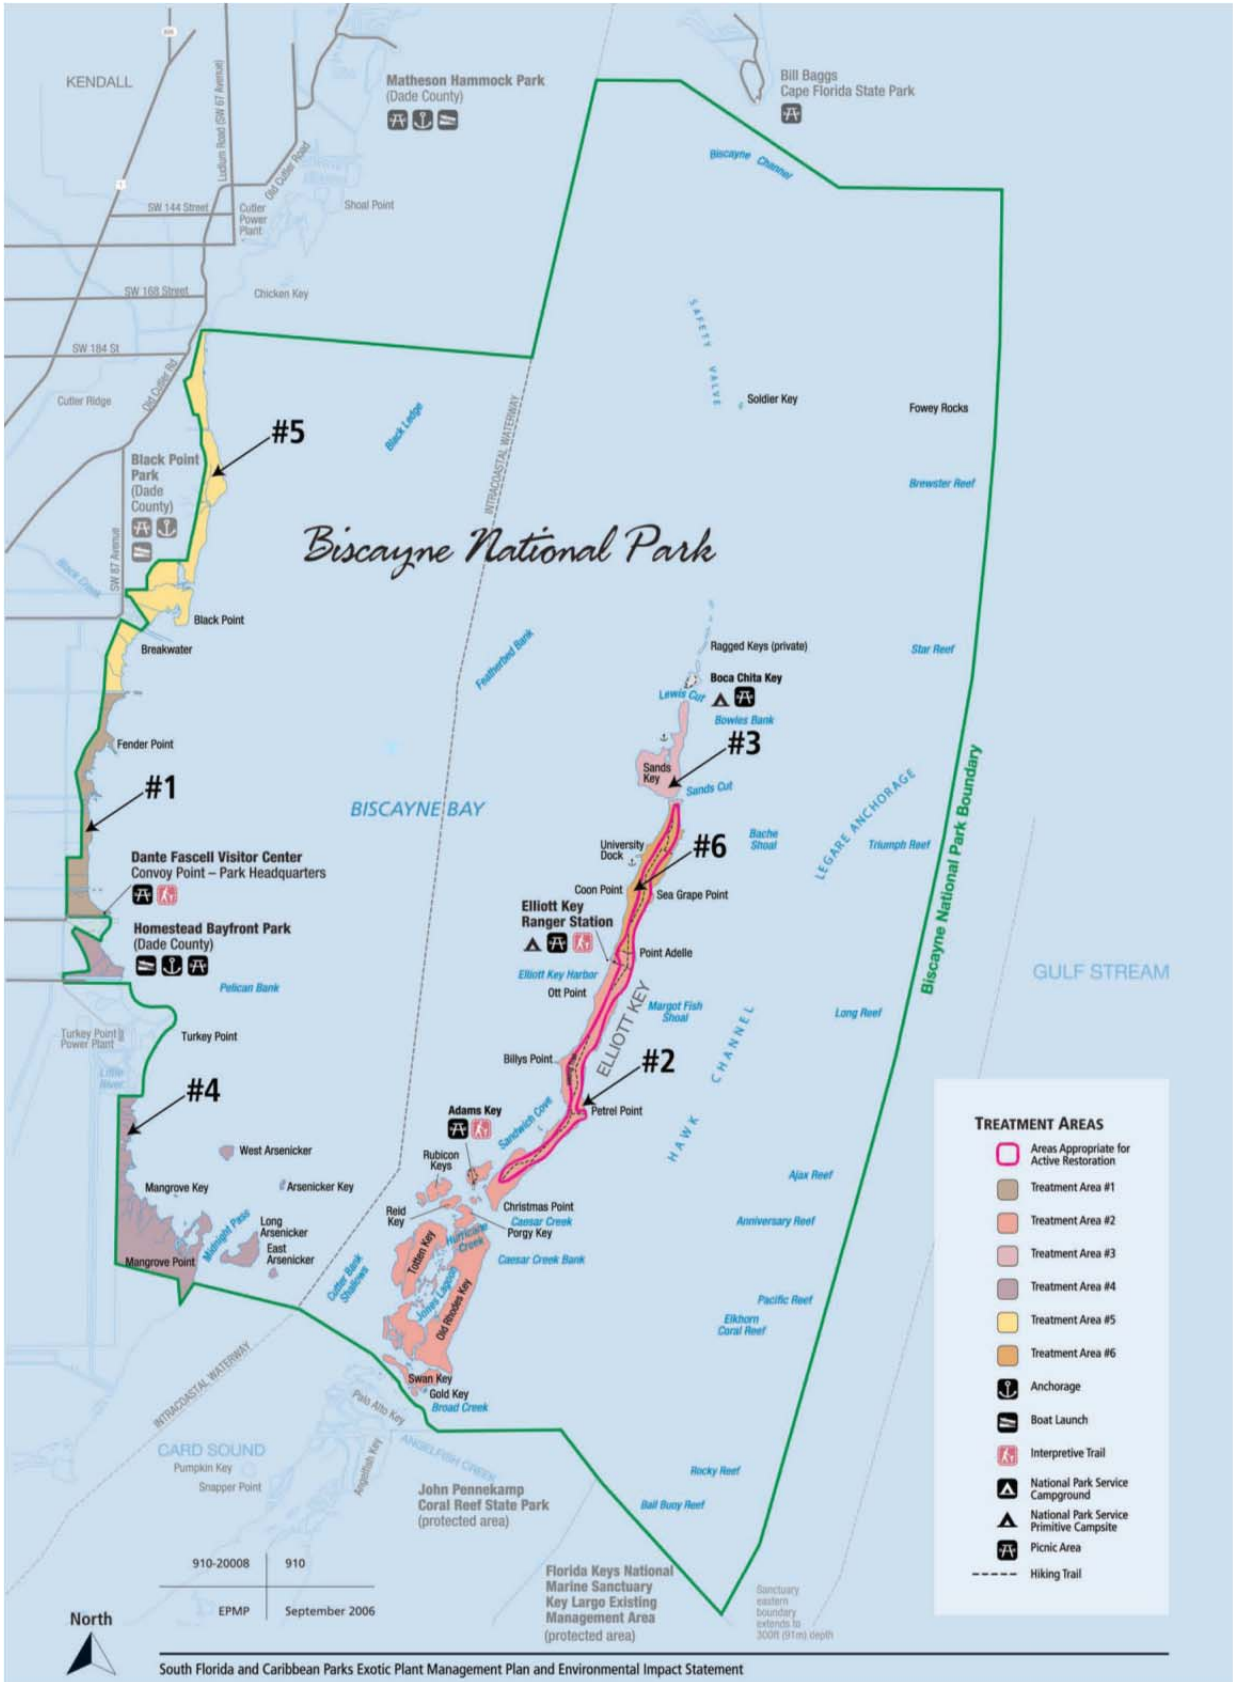 KENDALL
Ludlum Road (SW 67 Avenue)
Old Cutler Road
Matheson Hammock Park
(Dade County)
Bill Baggs
Cape Florida State Park
Biscayne Channel
SW 144 Street
Cutler
Power
Plant
Shoal Point
SW 168 Street
Chicken Key
SW 184 St
Old Cutler Rd
Cutler Ridge
SAFETY VALVE
Soldier Key
Fowey Rocks
Black Ledge
INTRACOASTAL WATERWAY
#5
Black Point
Park
(Dade
County)
Brewster Reef
SW 87 Avenue
Black Creek
Biscayne National Park
Black Point
Breakwater
Featherbed Bank
Ragged Keys (private)
Star Reef
Boca Chita Key
Lewis Cut
Bowles Bank
Fender Point
#3
Sands
Key
Sands Cut
#1
BISCAYNE BAY
LEGARE ANCHORAGE
Biscayne National Park Boundary
University
Dock
#6
Bache
Shoal
Triumph Reef
Dante Fascell Visitor Center
Convoy Point – Park Headquarters
Coon Point
Sea Grape Point
Elliott Key
Ranger Station
Homestead Bayfront Park
(Dade County)
Point Adelle
Elliott Key Harbor
GULF STREAM
Pelican Bank
Ott Point
ELLIOTT KEY
Margot Fish
Shoal
Long Reef
Turkey Point
Power Plant
Turkey Point
HAWK CHANNEL
Little
River
Billys Point
#2
#4
Adams Key
Sandwich Cove
Petrel Point
West Arsenicker
Rubicon
Keys
Ajax Reef
Mangrove Key
Arsenicker Key
Reid
Key
Christmas Point
Caesar Creek
Porgy Key
Anniversary Reef
Midnight Pass
Long
Arsenicker
East
Arsenicker
Mangrove Point
Totten Key
Hurricane
Creek
Caesar Creek Bank
Cutter Bank
Shallows
Jones Lagoon
Old Rhodes Key
Pacific Reef
Elkhorn
Coral Reef
INTRACOASTAL WATERWAY
Swan Key
Gold Key
Broad Creek
Palo Alto Key
ANGELFISH CREEK
Angelfish Key
CARD SOUND
Pumpkin Key
Snapper Point
Rocky Reef
Ball Buoy Reef
John Pennekamp
Coral Reef State Park
(protected area)
Florida Keys National
Marine Sanctuary
Key Largo Existing
Management Area
(protected area)
Sanctuary
eastern
boundary
extends to
300ft (91m) depth
TREATMENT AREAS
Areas Appropriate for
Active Restoration
Treatment Area #1
Treatment Area #2
Treatment Area #3
Treatment Area #4
Treatment Area #5
Treatment Area #6
Anchorage
Boat Launch
Interpretive Trail
National Park Service
Campground
National Park Service
Primitive Campsite
Picnic Area
Hiking Trail
910-20008 910
EPMP September 2006
North
South Florida and Caribbean Parks Exotic Plant Management Plan and Environmental Impact Statement